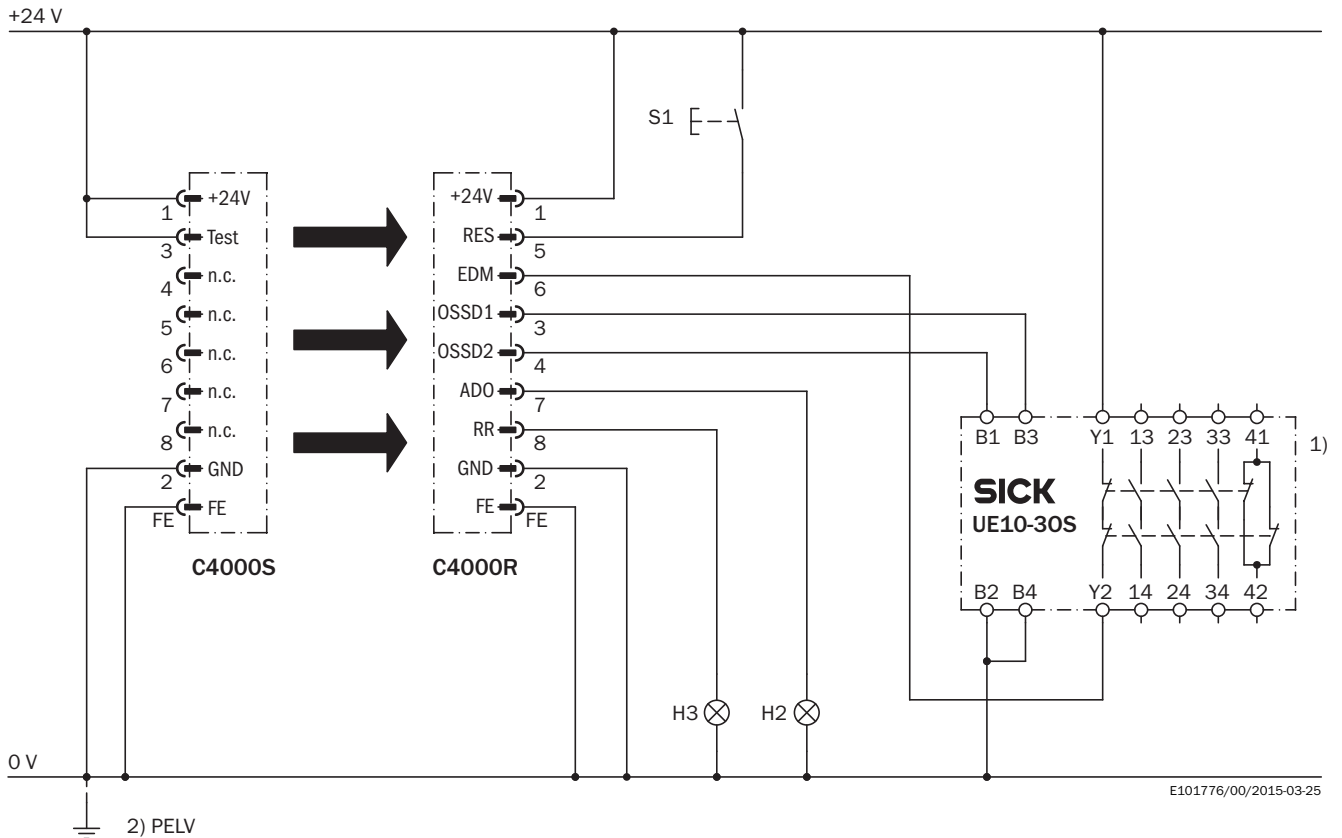 +24 V
S1
+24V
1
Test
3
n.c.
4
n.c.
5
n.c.
6
n.c.
7
n.c.
8
GND
2
FE
FE
C4000S
+24V
1
RES
5
EDM
6
OSSD1
3
OSSD2
4
ADO
7
RR
8
GND
2
FE
FE
C4000R
B1 B3 Y1 13 23 33 41
1)
SICK
UE10-30S
B2 B4 Y2 14 24 34 42
H3
H2
0 V
E101776/00/2015-03-25
2) PELV